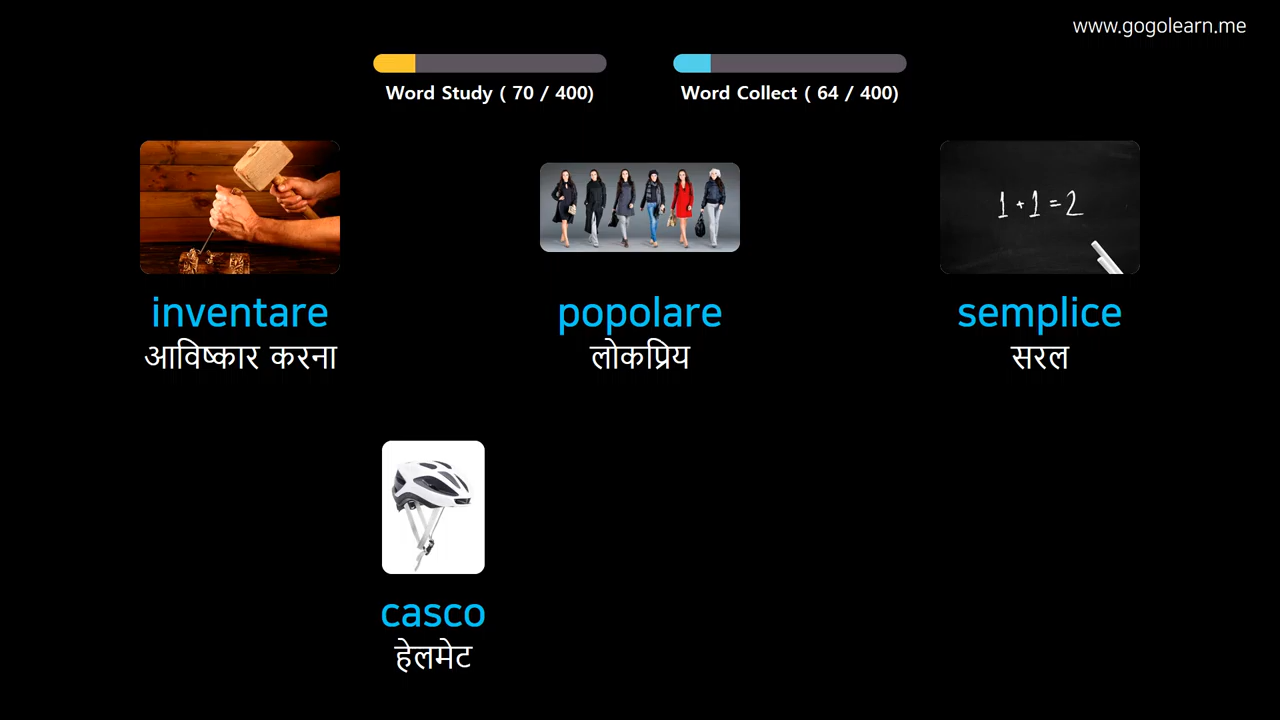 www.gogolearn.me
Word Study ( 70 / 400)
Word Collect ( 64 / 400)
1 + 1 = 2
inventare
आविष्कार करना
popolare
लोकप्रिय
semplice
सरल
casco
हेलमेट